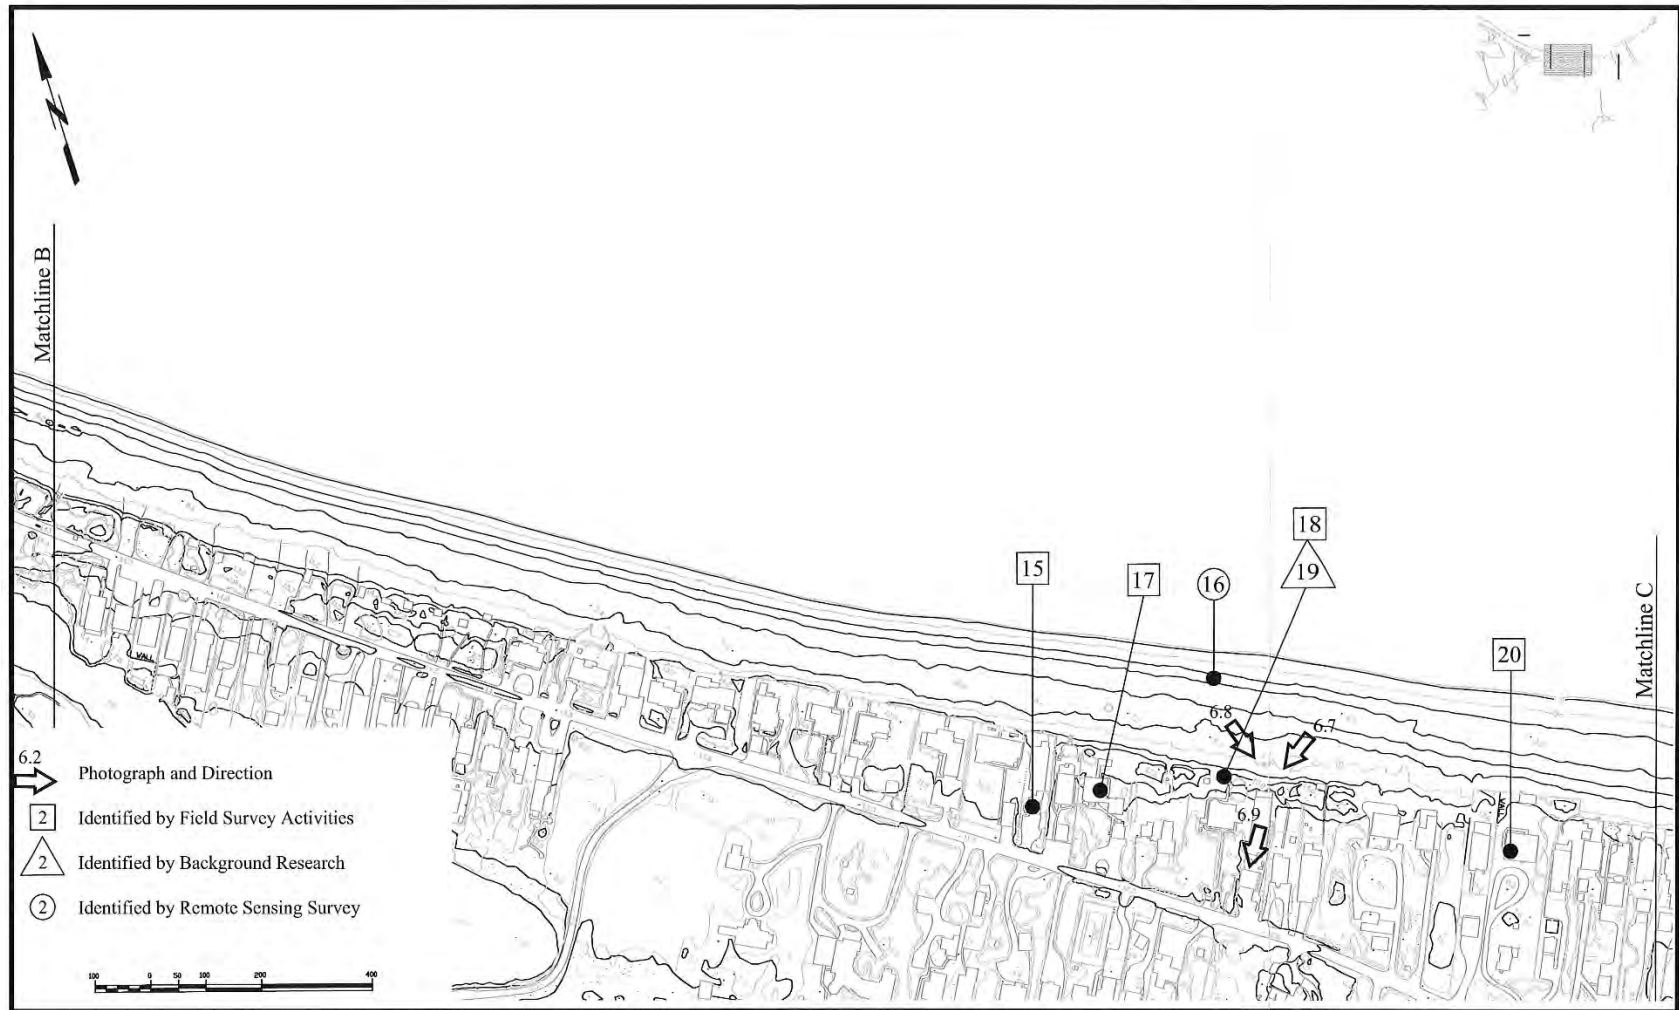 Matchline B
18
19
15
17
16
20
Matchline C
6.8
6.7
6.9
WALL
WALL
6.2
Photograph and Direction
2 Identified by Field Survey Activities
2 Identified by Background Research
2 Identified by Remote Sensing Survey
100 0 50 100 200 400